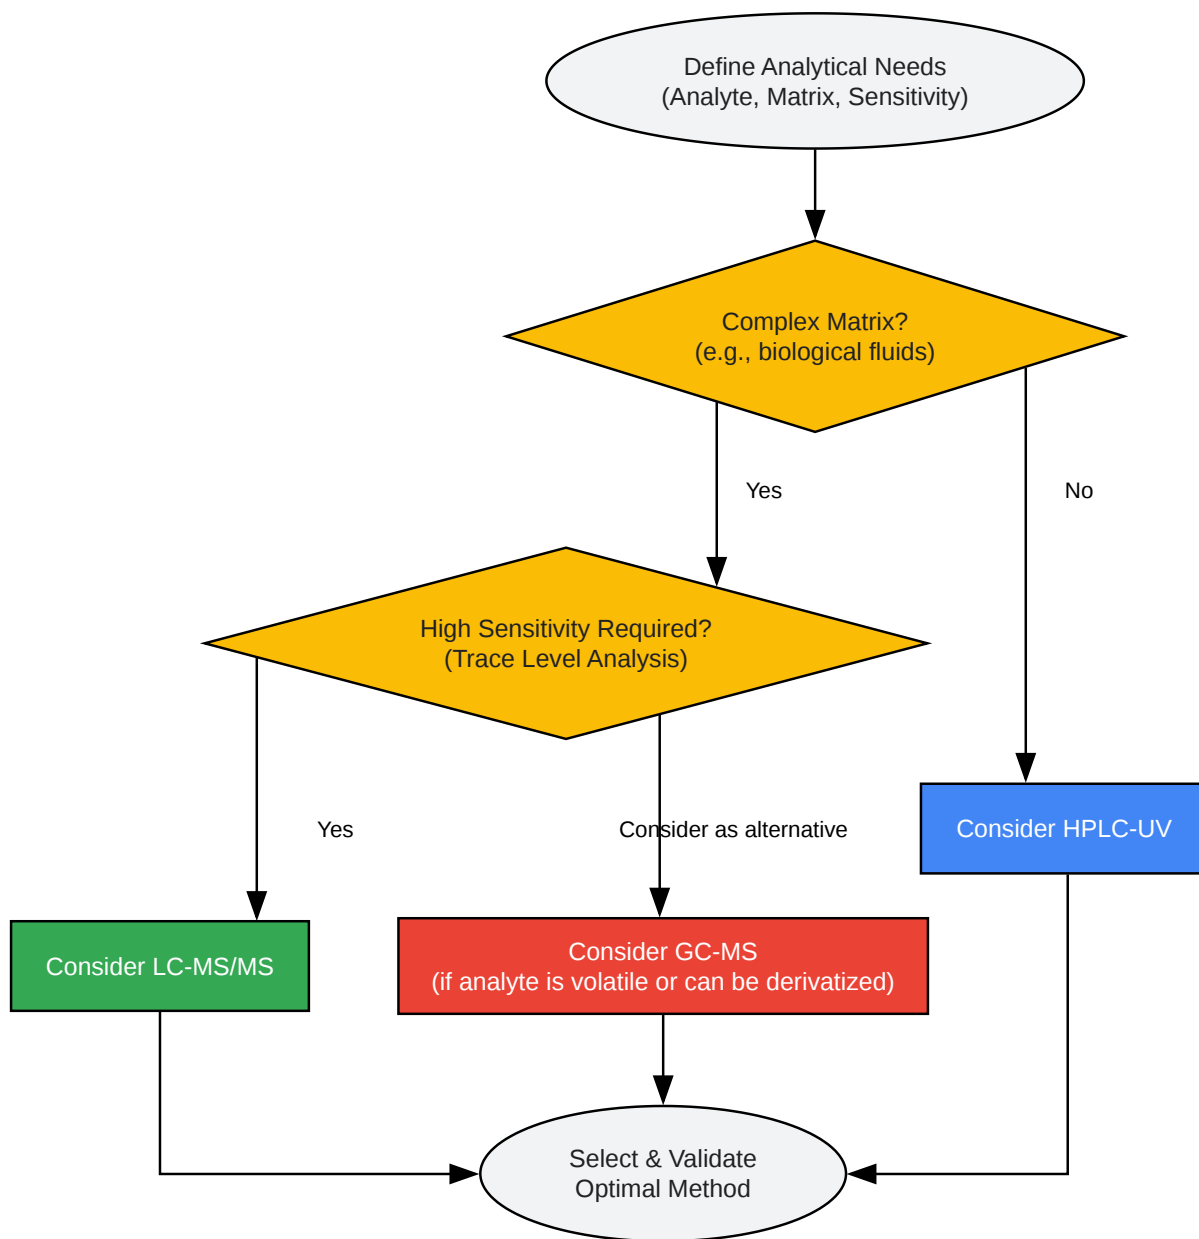 Define Analytical Needs
(Analyte, Matrix, Sensitivity)
Complex Matrix?
(e.g., biological fluids)
Yes
No
High Sensitivity Required?
(Trace Level Analysis)
Yes
Consider as alternative
Consider HPLC-UV
Consider LC-MS/MS
Consider GC-MS
(if analyte is volatile or can be derivatized)
Select & Validate
Optimal Method